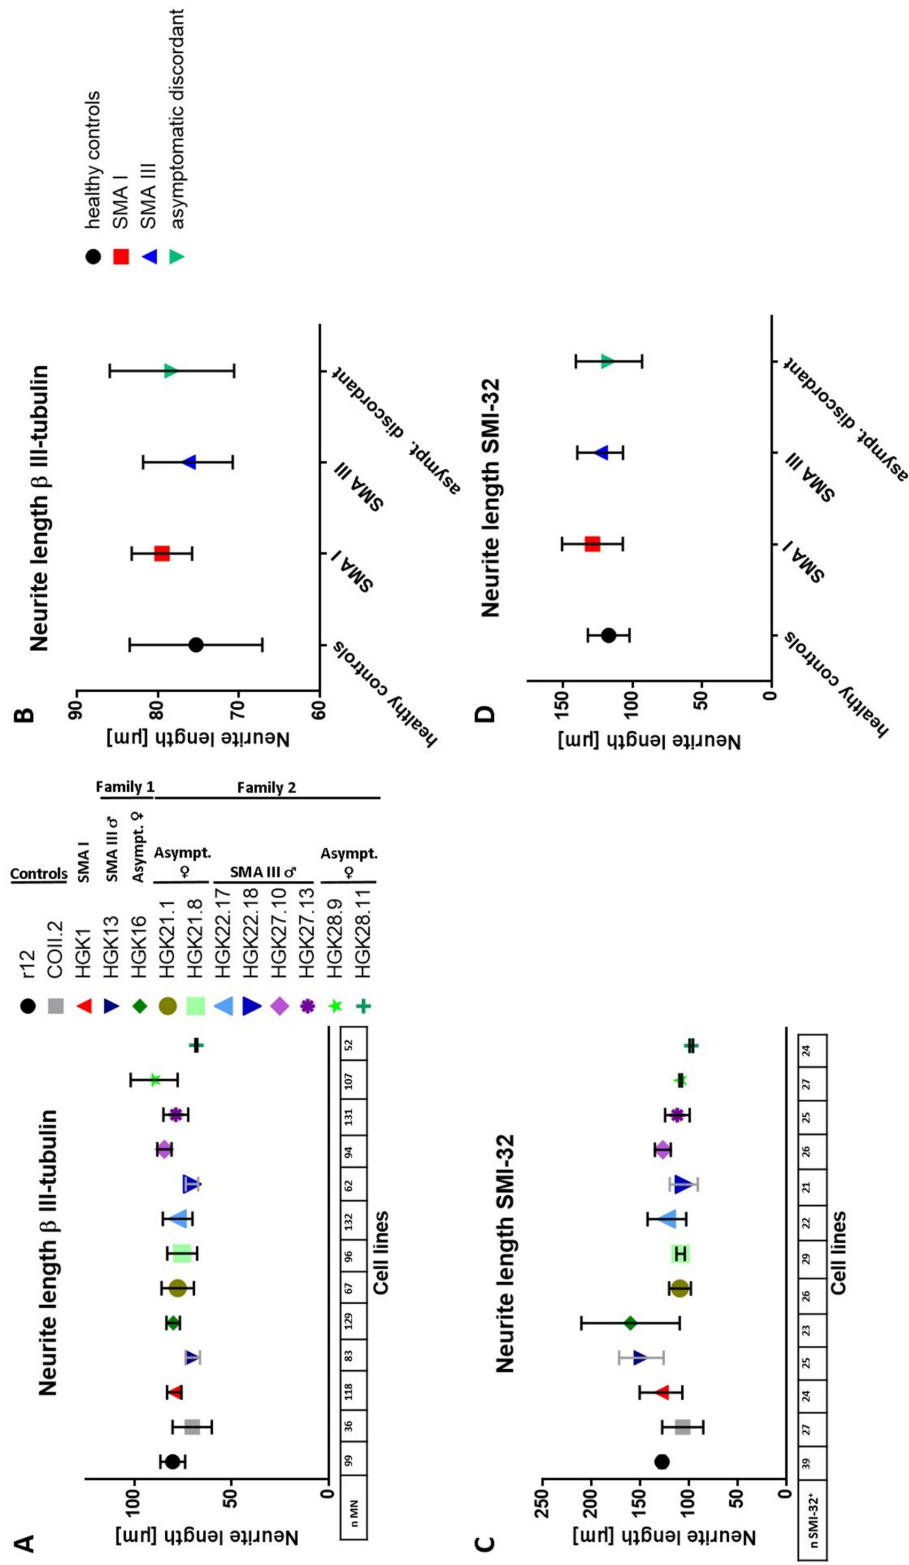 A
Neurite length β III-tubulin
Neurite length [µm]
100
50
0
n MN
99
36
118
83
129
67
96
132
62
94
131
107
52
Cell lines
r12
COII.2
HGK1
HGK13
HGK16
HGK21.1
HGK21.8
HGK22.17
HGK22.18
HGK27.10
HGK27.13
HGK28.9
HGK28.11
Controls
SMA I
SMA III ♂
Asympt. ♀
Asympt.
♀
SMA III ♂
Asympt.
♀
Family 1
Family 2
B
Neurite length β III-tubulin
Neurite length [µm]
90
80
70
60
healthy controls
SMA I
SMA III
asympt. discordant
healthy controls
SMA I
SMA III
asymptomatic discordant
C
Neurite length SMI-32
Neurite length [µm]
250
200
150
100
50
0
n SMI-32⁺
39
27
24
25
23
26
29
22
21
26
25
27
24
Cell lines
D
Neurite length SMI-32
Neurite length [µm]
150
100
50
0
healthy controls
SMA I
SMA III
asympt. discordant